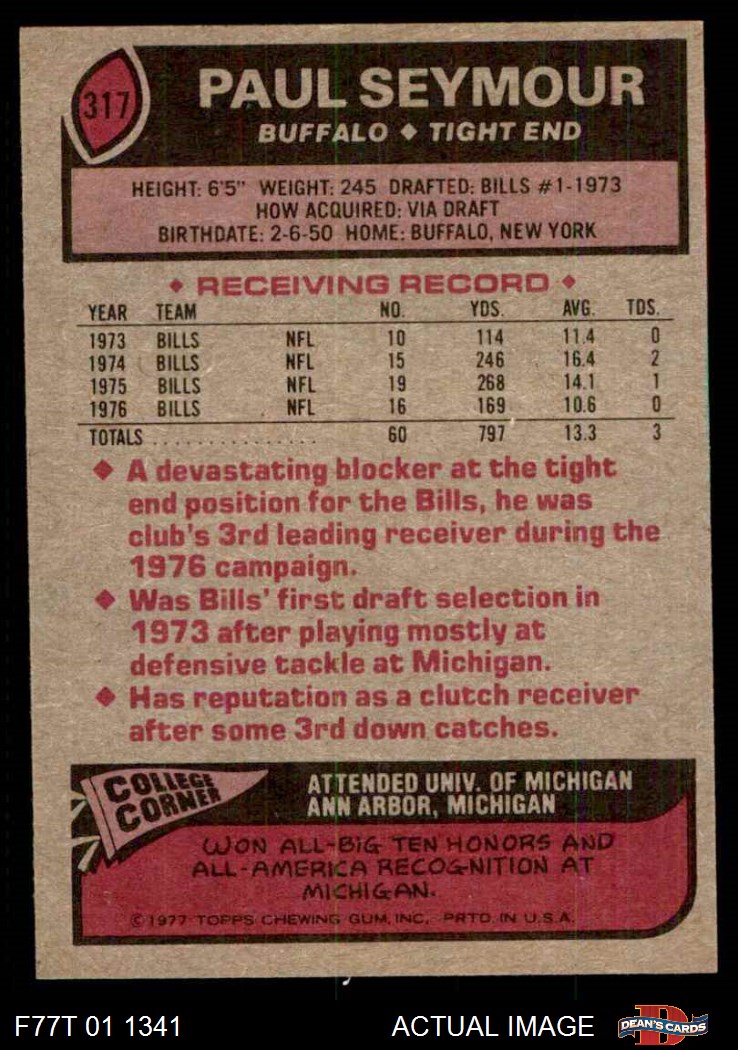 317
PAUL SEYMOUR
BUFFALO ♦ TIGHT END
HEIGHT: 6'5" WEIGHT: 245 DRAFTED: BILLS #1-1973
HOW ACQUIRED: VIA DRAFT
BIRTHDATE: 2-6-50 HOME: BUFFALO, NEW YORK
♦ RECEIVING RECORD ♦
YEAR TEAM NO. YDS. AVG. TDS.
1973 BILLS NFL 10 114 11.4 0
1974 BILLS NFL 15 246 16.4 2
1975 BILLS NFL 19 268 14.1 1
1976 BILLS NFL 16 169 10.6 0
TOTALS . . . . . . . . . . . . . . . 60 797 13.3 3
♦ A devastating blocker at the tight
end position for the Bills, he was
club's 3rd leading receiver during the
1976 campaign.
♦ Was Bills' first draft selection in
1973 after playing mostly at
defensive tackle at Michigan.
♦ Has reputation as a clutch receiver
after some 3rd down catches.
COLLEGE
CORNER
ATTENDED UNIV. OF MICHIGAN
ANN ARBOR, MICHIGAN
WON ALL-BIG TEN HONORS AND
ALL-AMERICA RECOGNITION AT
MICHIGAN.
© 1977 TOPPS CHEWING GUM, INC. PRTD. IN U.S.A.
F77T 01 1341 ACTUAL IMAGE
D
DEAN'S CARDS